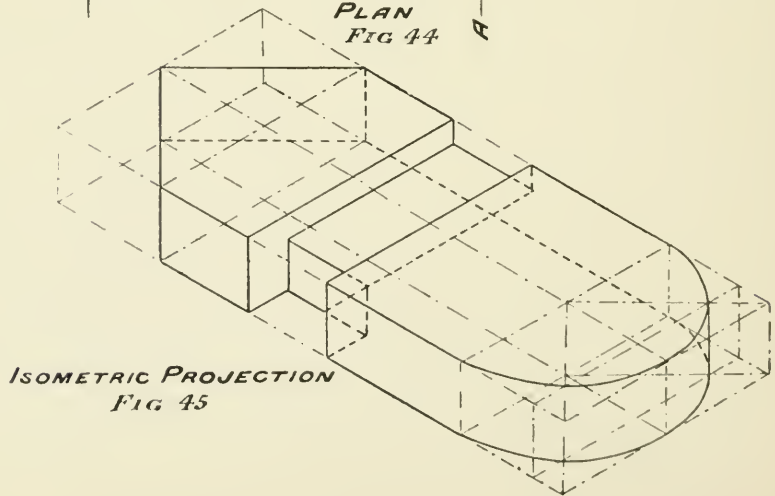 PLAN
FIG 44
A
ISOMETRIC PROJECTION
FIG 45